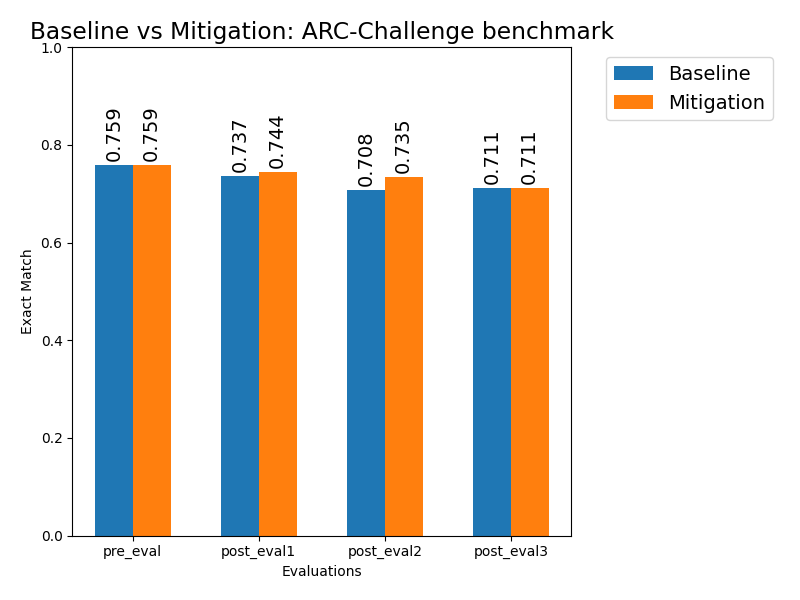 Baseline vs Mitigation: ARC-Challenge benchmark
Baseline
Mitigation
1.0
0.8
0.6
0.4
0.2
0.0
Exact Match
0.759
0.759
0.737
0.744
0.708
0.735
0.711
0.711
pre_eval
post_eval1
post_eval2
post_eval3
Evaluations